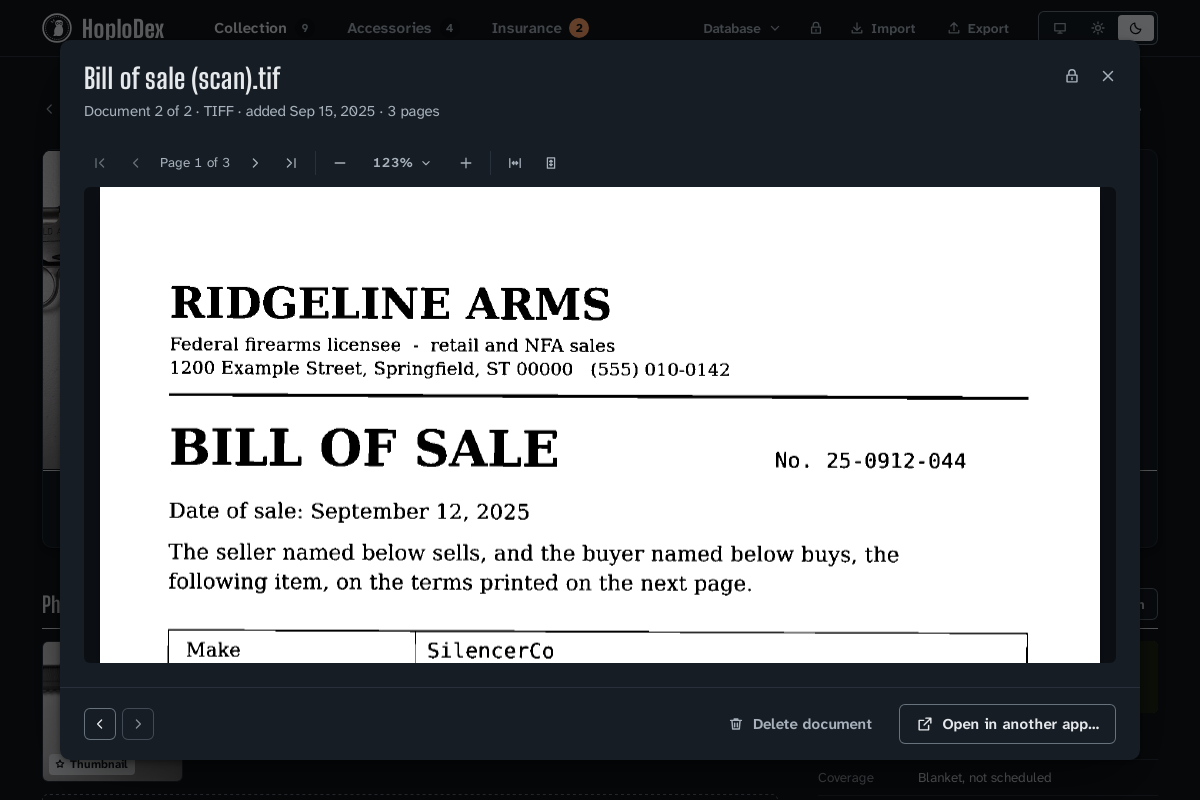 HoploDex
Collection 9
Accessories 4
Insurance 2
Database
Import
Export
Bill of sale (scan).tif
Document 2 of 2 · TIFF · added Sep 15, 2025 · 3 pages
Page 1 of 3
123%
RIDGELINE ARMS
Federal firearms licensee - retail and NFA sales
1200 Example Street, Springfield, ST 00000 (555) 010-0142
BILL OF SALE
No. 25-0912-044
Date of sale: September 12, 2025
The seller named below sells, and the buyer named below buys, the
following item, on the terms printed on the next page.
Make SilencerCo
Delete document
Open in another app...
Thumbnail
Coverage Blanket, not scheduled